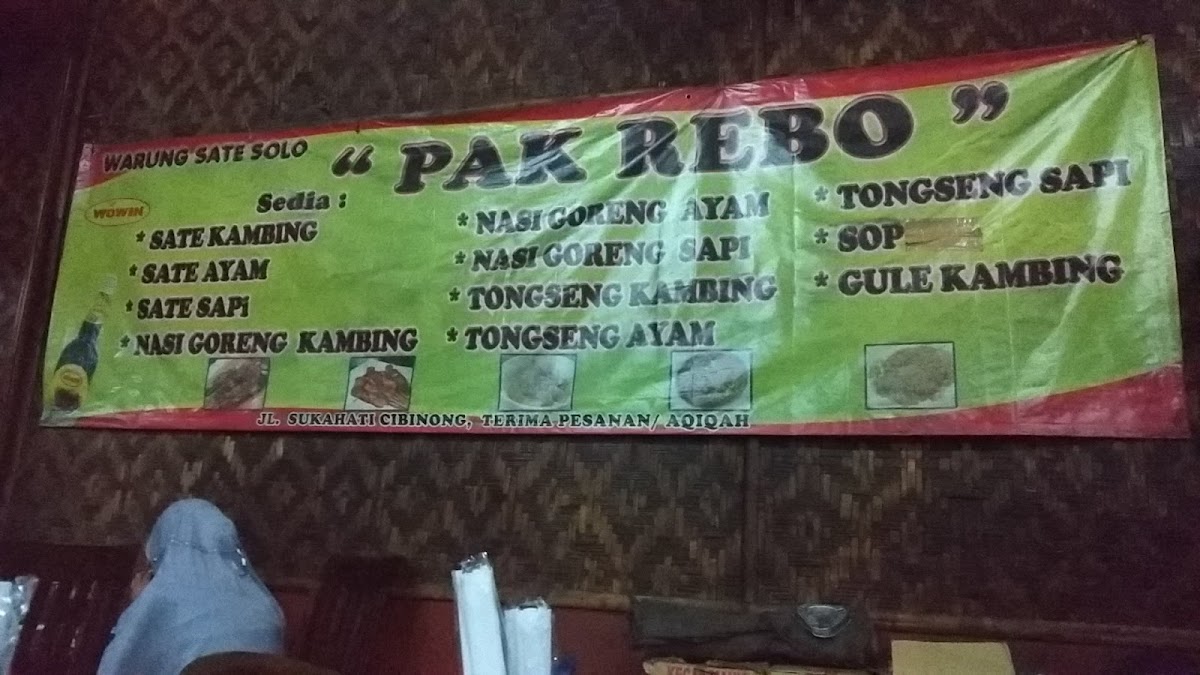 WARUNG SATE SOLO
“ PAK REBO ”
WOWIN
Sedia :
* SATE KAMBING
* SATE AYAM
* SATE SAPi
* NASI GORENG KAMBING
* NASI GORENG AYAM
* NASI GORENG SAPI
* TONGSENG KAMBING
* TONGSENG AYAM
* TONGSENG SAPI
* SOP
* GULE KAMBING
JL. SUKAHATI CIBINONG, TERIMA PESANAN/ AQIQAH